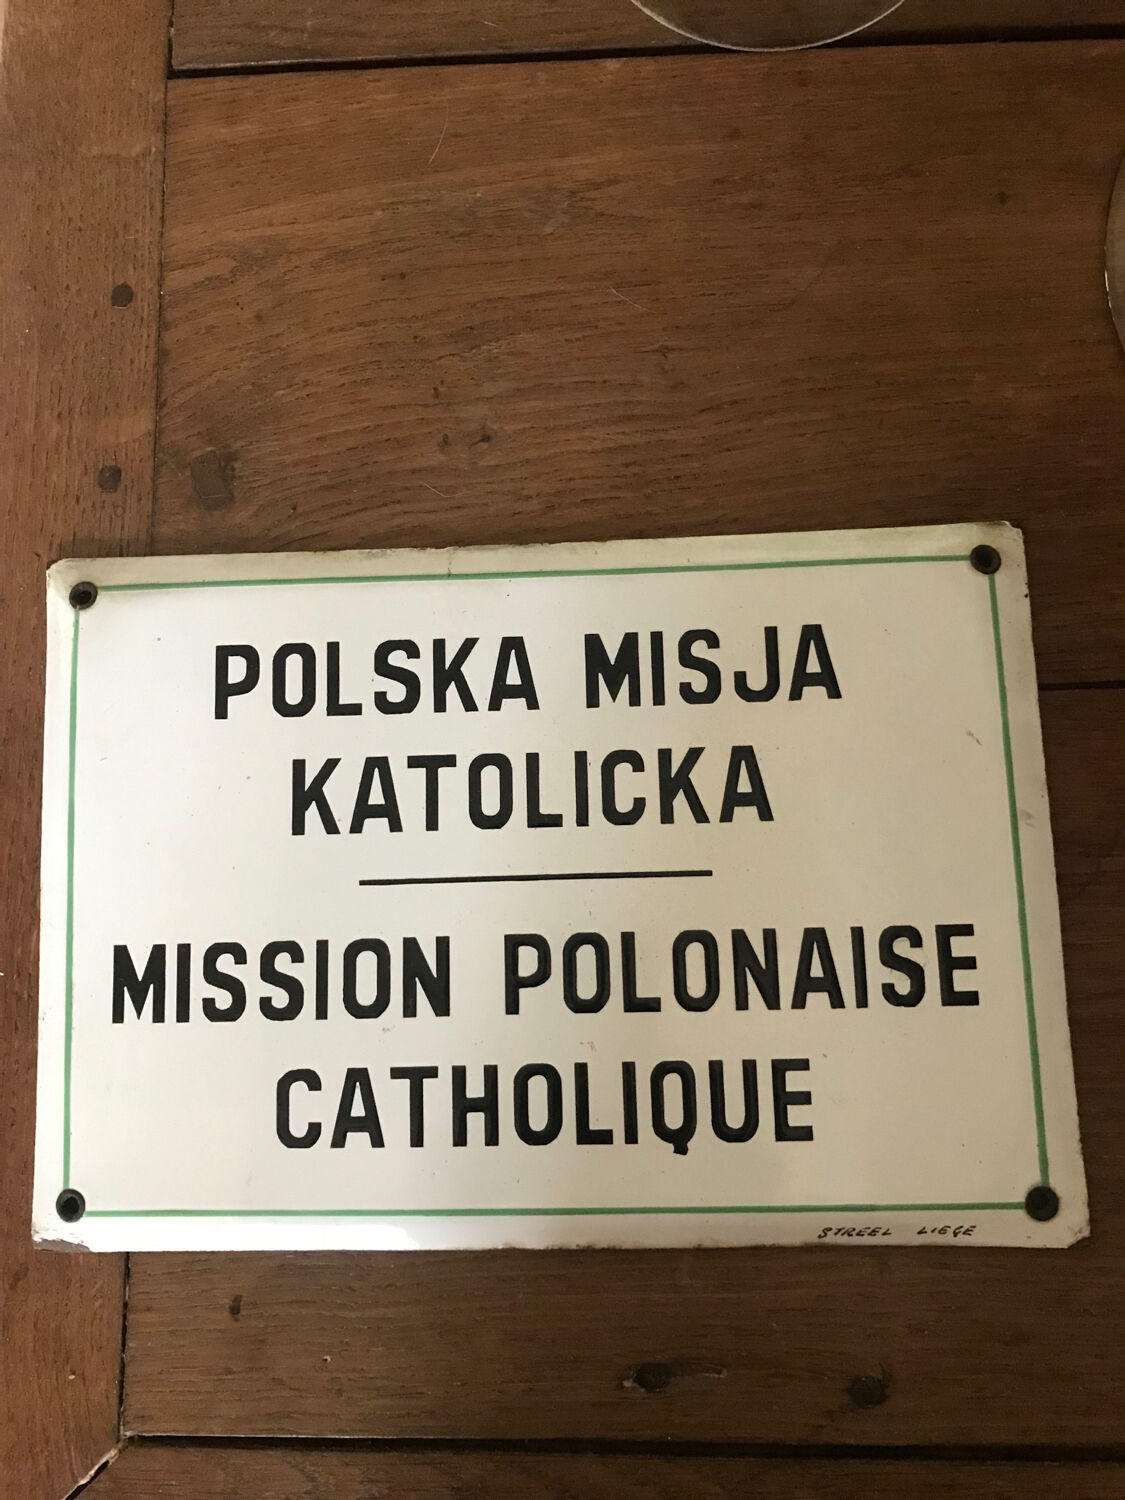 POLSKA MISJA
KATOLICKA
MISSION POLONAISE
CATHOLIQUE
STREEL LIEGE